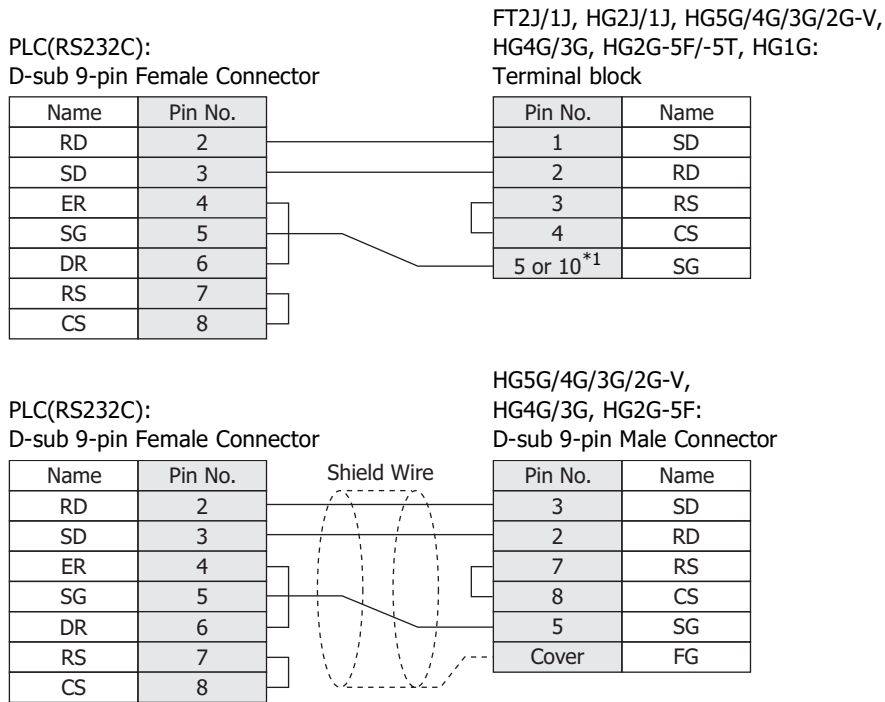 FT2J/1J, HG2J/1J, HG5G/4G/3G/2G-V,
PLC(RS232C): HG4G/3G, HG2G-5F/-5T, HG1G:
D-sub 9-pin Female Connector Terminal block
Name Pin No. Pin No. Name
RD 2 1 SD
SD 3 2 RD
ER 4 3 RS
SG 5 4 CS
DR 6 5 or 10*1 SG
RS 7
CS 8
HG5G/4G/3G/2G-V,
PLC(RS232C): HG4G/3G, HG2G-5F:
D-sub 9-pin Female Connector D-sub 9-pin Male Connector
Name Pin No. Shield Wire Pin No. Name
RD 2 3 SD
SD 3 2 RD
ER 4 7 RS
SG 5 8 CS
DR 6 5 SG
RS 7 Cover FG
CS 8